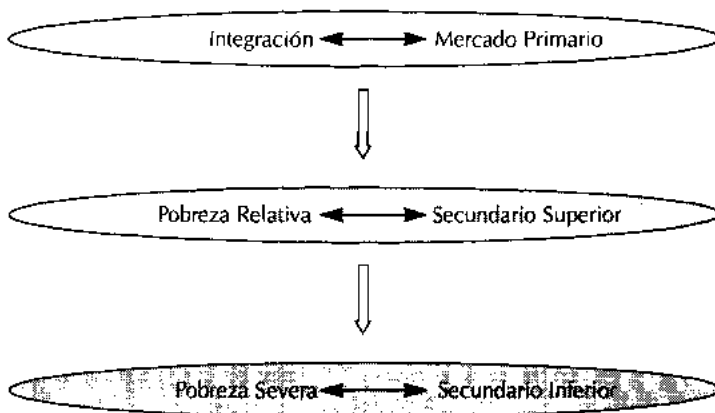 Integración Mercado Primario
Pobreza Relativa Secundario Superior
Pobreza Severa Secundario Inferior